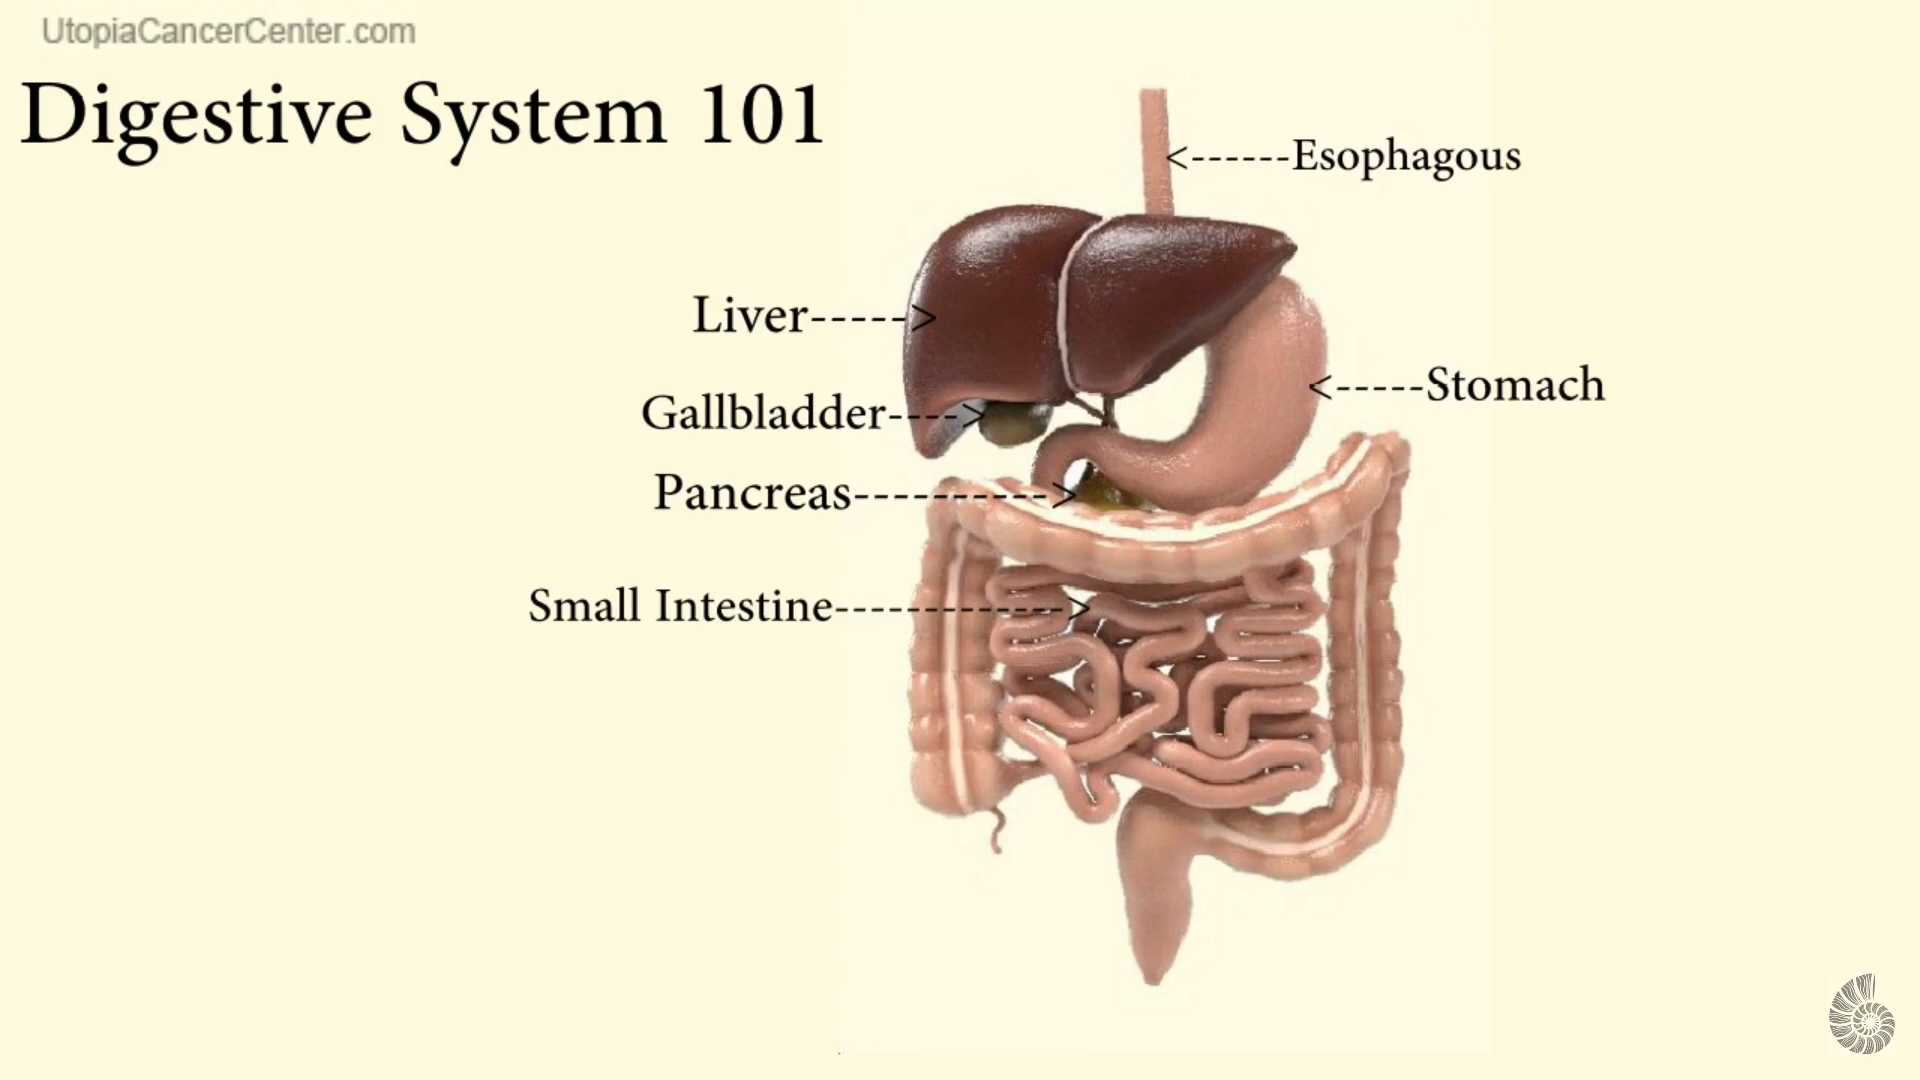 UtopiaCancerCenter.com
Digestive System 101
<------Esophagous
Liver----->
<-----Stomach
Gallbladder---->
Pancreas---------->
Small Intestine------------->